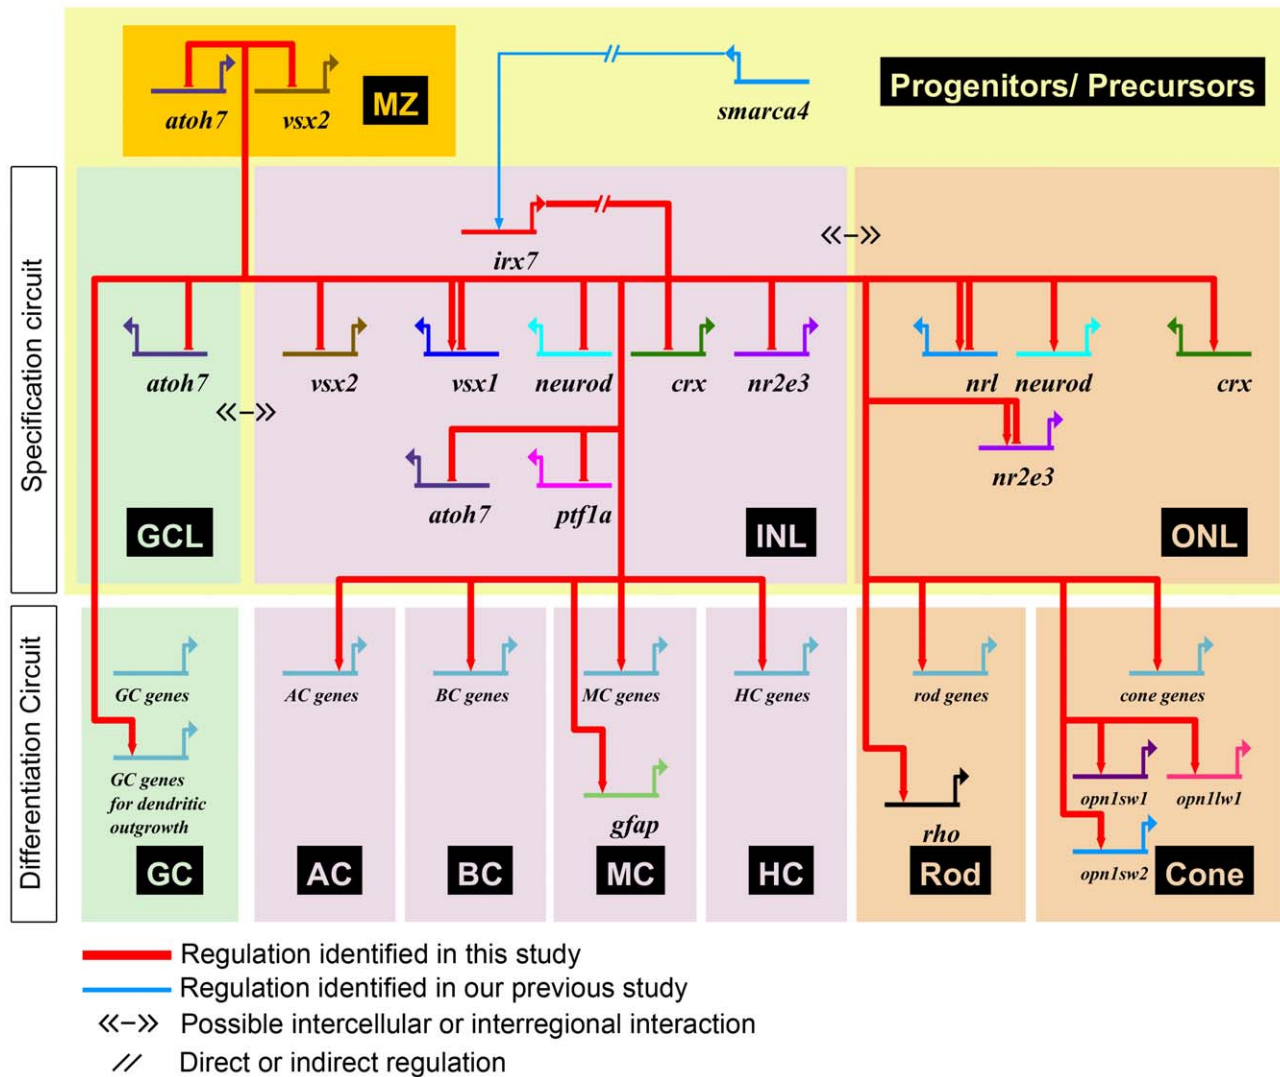 Progenitors/ Precursors
atoh7
vsx2
MZ
smarca4
Specification circuit
irx7
atoh7
vsx2
vsx1
neurod
crx
nr2e3
nrl
neurod
crx
atoh7
ptf1a
nr2e3
GCL
INL
ONL
Differentiation Circuit
GC genes
AC genes
BC genes
MC genes
HC genes
rod genes
cone genes
GC genes
for dendritic
outgrowth
gfap
rho
opn1sw1
opn1lw1
opn1sw2
GC
AC
BC
MC
HC
Rod
Cone
Regulation identified in this study
Regulation identified in our previous study
Possible intercellular or interregional interaction
Direct or indirect regulation